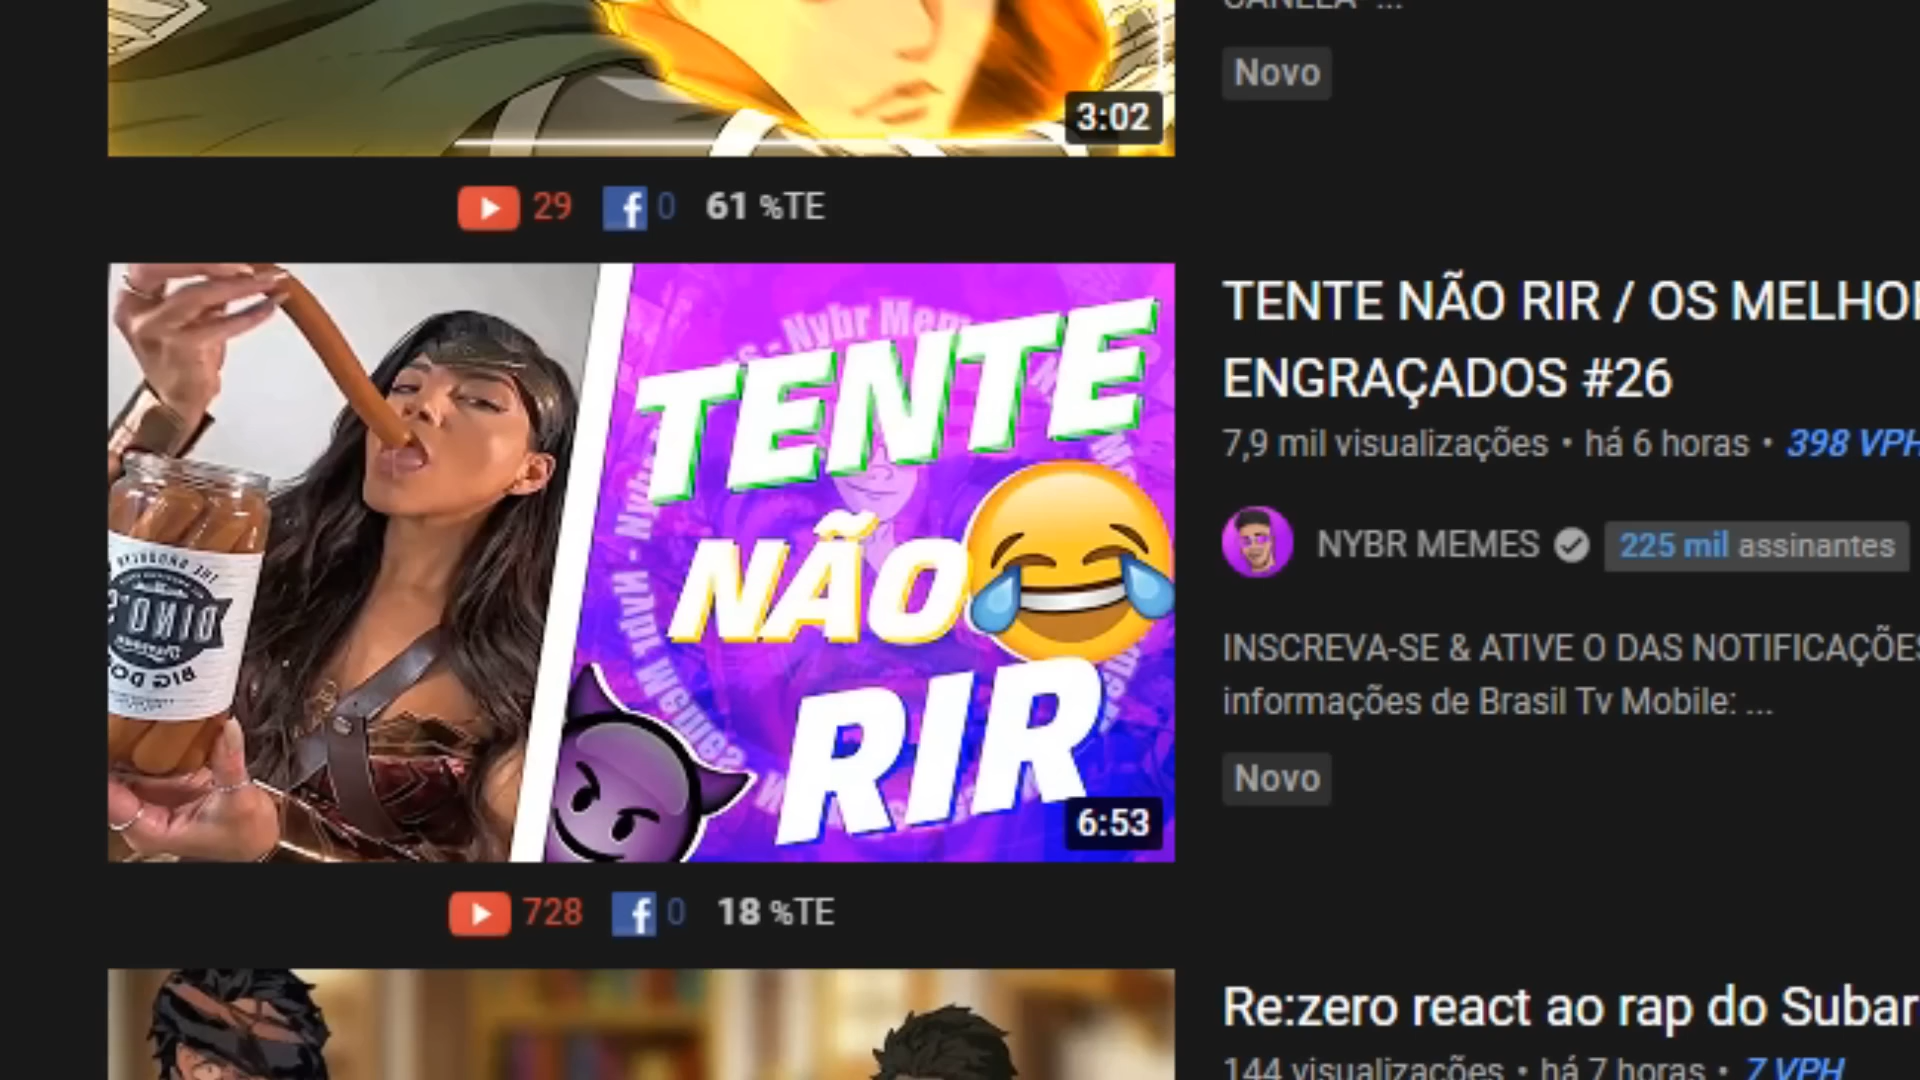 Novo
3:02
29 0 61 %TE
TENTE
NÃO
RIR
6:53
TENTE NÃO RIR / OS MELHO
ENGRAÇADOS #26
7,9 mil visualizações • há 6 horas • 398 VPH
NYBR MEMES 225 mil assinantes
INSCREVA-SE & ATIVE O DAS NOTIFICAÇÕES
informações de Brasil Tv Mobile: ...
Novo
728 0 18 %TE
Re:zero react ao rap do Subar
144 visualizações • há 7 horas • 7 VPH